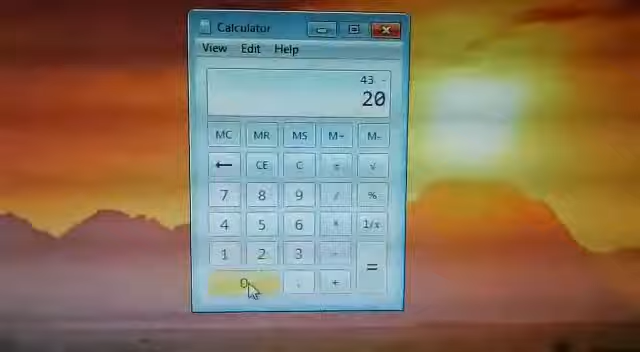 Calculator
View Edit Help
43 -
20
MC MR MS M+ M-
← CE C ± √
7 8 9 / %
4 5 6 * 1/x
1 2 3 - =
0 . +